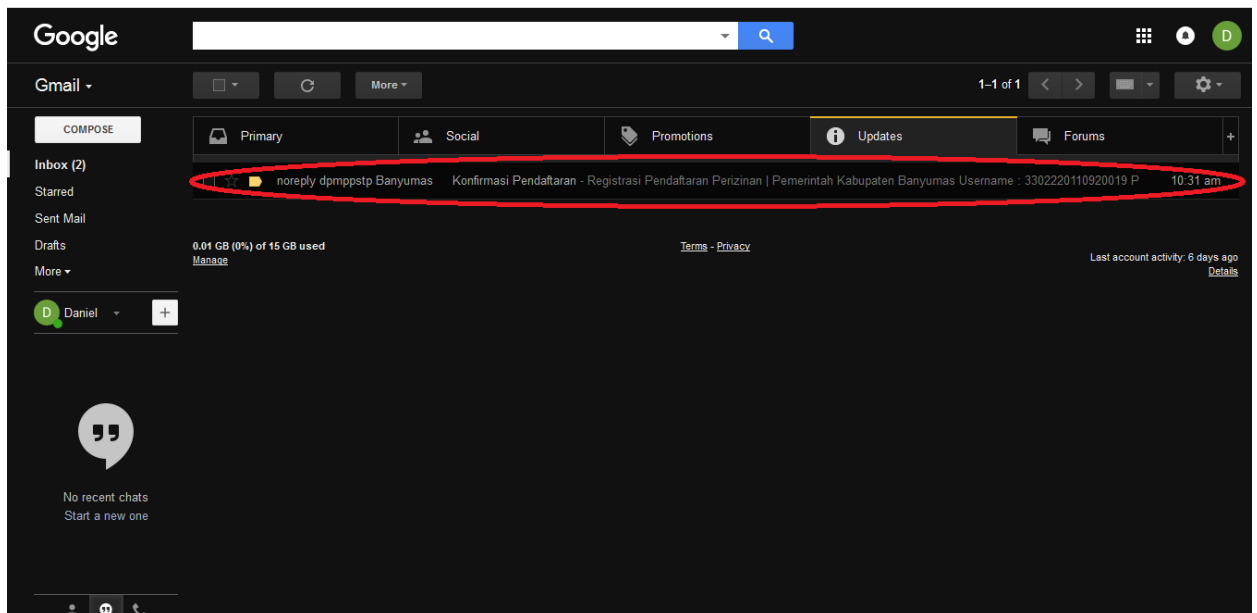 Google
D
Gmail
More
1–1 of 1
COMPOSE
Primary
Social
Promotions
Updates
Forums
+
Inbox (2)
noreply dpmppstp Banyumas Konfirmasi Pendaftaran - Registrasi Pendaftaran Perizinan | Pemerintah Kabupaten Banyumas Username : 3302220110920019 P 10:31 am
Starred
Sent Mail
Drafts
0.01 GB (0%) of 15 GB used
Terms - Privacy
Manage
Last account activity: 6 days ago
Details
More
D Daniel +
No recent chats
Start a new one